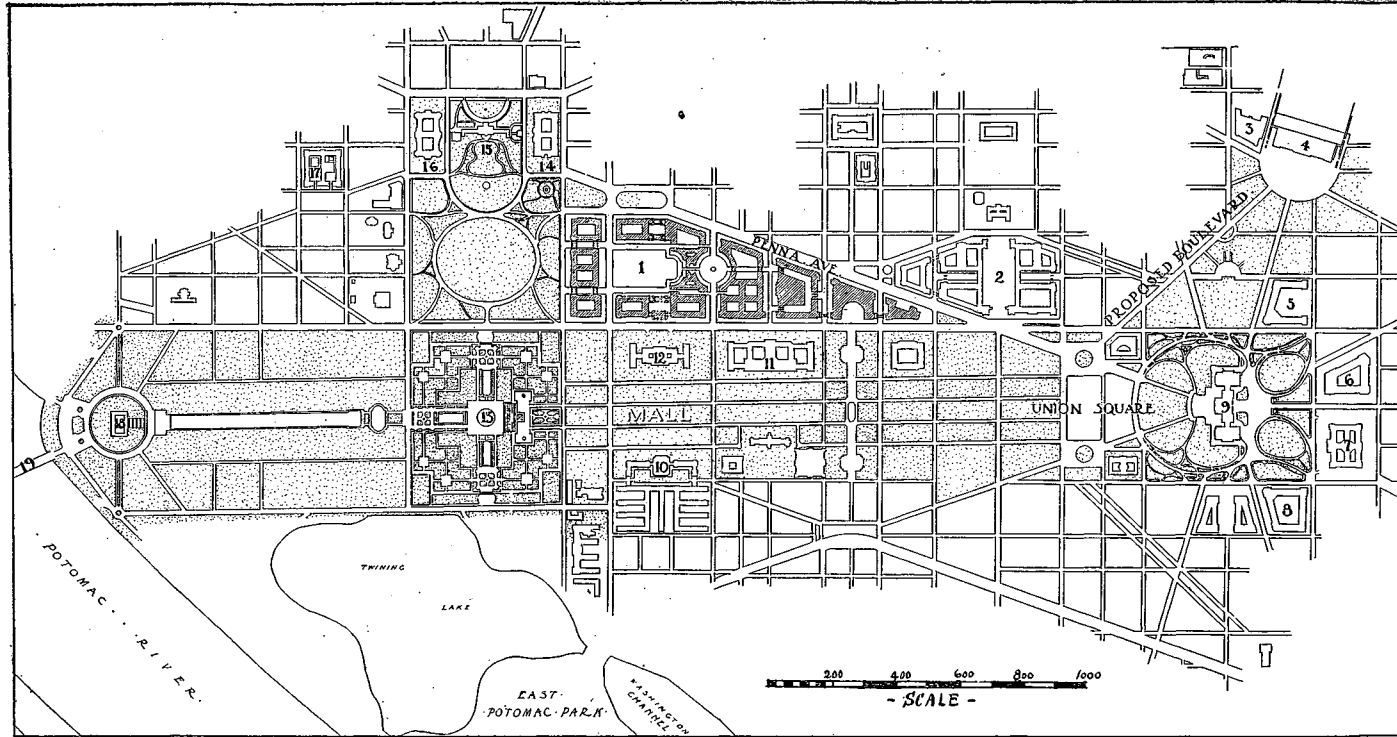 3
4
15
16
14
17
PENNA. AVE.
PROPOSED BOULEVARD.
1
2
5
12
11
6
MALL
UNION SQUARE
9
18
15
19
10
7
8
POTOMAC RIVER.
TWINING
LAKE
200 400 600 800 1000
- SCALE -
EAST
POTOMAC PARK
WASHINGTON
CHANNEL